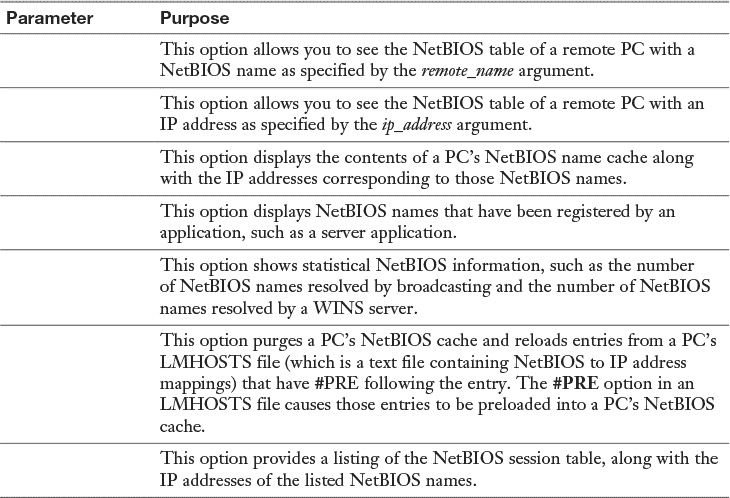 Parameter Purpose
This option allows you to see the NetBIOS table of a remote PC with a
NetBIOS name as specified by the remote_name argument.
This option allows you to see the NetBIOS table of a remote PC with an
IP address as specified by the ip_address argument.
This option displays the contents of a PC's NetBIOS name cache along
with the IP addresses corresponding to those NetBIOS names.
This option displays NetBIOS names that have been registered by an
application, such as a server application.
This option shows statistical NetBIOS information, such as the number
of NetBIOS names resolved by broadcasting and the number of NetBIOS
names resolved by a WINS server.
This option purges a PC's NetBIOS cache and reloads entries from a PC's
LMHOSTS file (which is a text file containing NetBIOS to IP address
mappings) that have #PRE following the entry. The #PRE option in an
LMHOSTS file causes those entries to be preloaded into a PC's NetBIOS
cache.
This option provides a listing of the NetBIOS session table, along with the
IP addresses of the listed NetBIOS names.